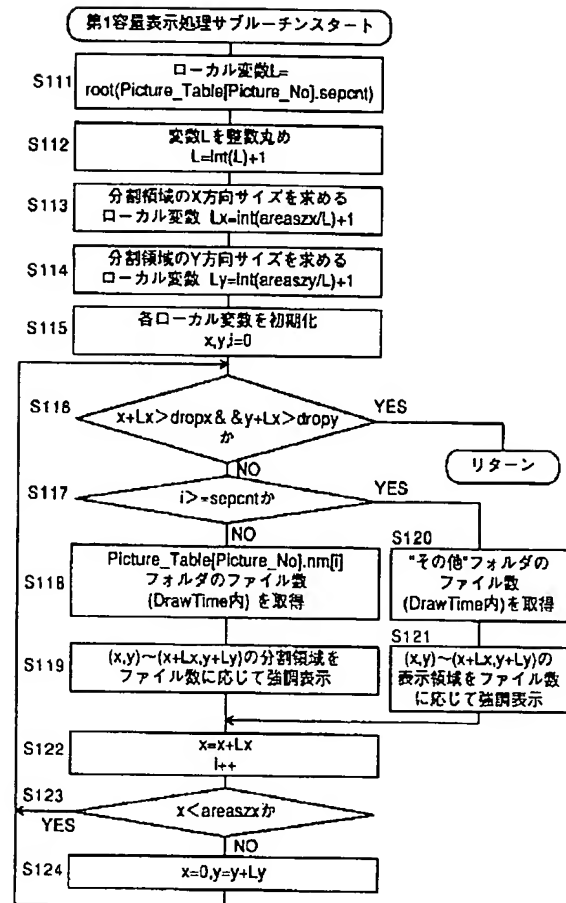 第1容量表示処理サブルーチンスタート
S111
ローカル変数L=
root(Picture_Table[Picture_No].sepcnt)
S112
変数Lを整数丸め
L=Int(L)+1
S113
分割領域のX方向サイズを求める
ローカル変数 Lx=int(areaszx/L)+1
S114
分割領域のY方向サイズを求める
ローカル変数 Ly=int(areaszy/L)+1
S115
各ローカル変数を初期化
x,y,i=0
S116
x+Lx>dropx&&y+Lx>dropy
か
YES
リターン
NO
S117
i>=sepcntか
YES
NO
S118
Picture_Table[Picture_No].nm[i]
フォルダのファイル数
(DrawTime内) を取得
S119
(x,y)~(x+Lx,y+Ly)の分割領域を
ファイル数に応じて強調表示
S120
"その他"フォルダの
ファイル数
(DrawTime内)を取得
S121
(x,y)~(x+Lx,y+Ly)の
表示領域をファイル数
に応じて強調表示
S122
x=x+Lx
i++
S123
x<areaszxか
YES
NO
S124
x=0,y=y+Ly